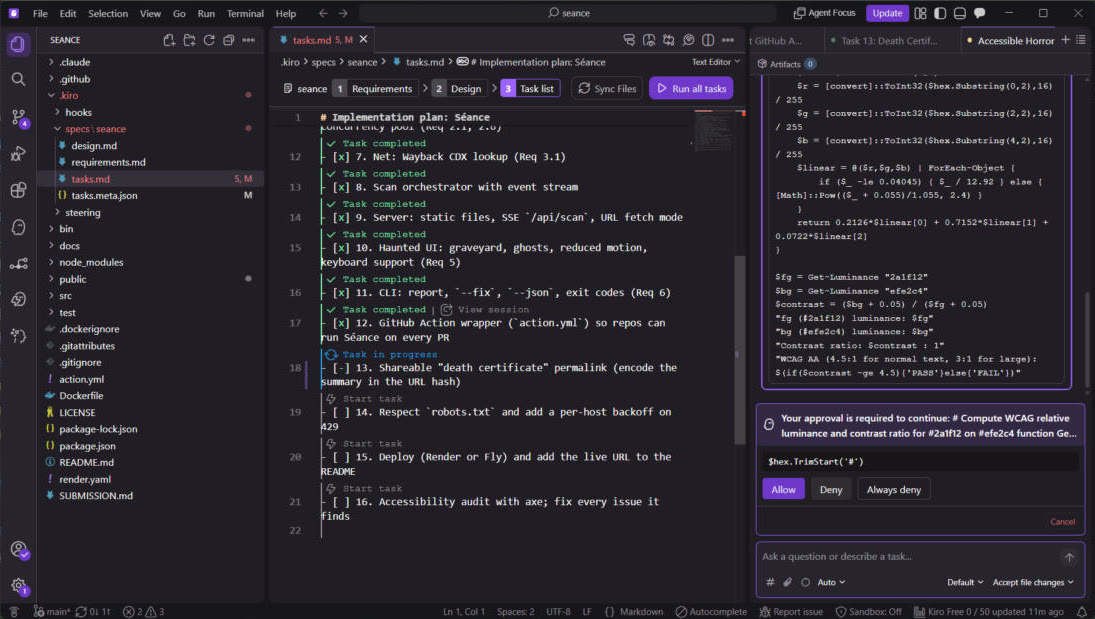 File Edit Selection View Go Run Terminal Help
seance
Agent Focus
Update
SEANCE
.claude
.github
.kiro
hooks
specs \ seance
design.md
requirements.md
tasks.md 5, M
tasks.meta.json M
steering
bin
docs
node_modules
public
src
test
.dockerignore
.gitattributes
.gitignore
action.yml
Dockerfile
LICENSE
package-lock.json
package.json
README.md
render.yaml
SUBMISSION.md
tasks.md 5, M
.kiro > specs > seance > tasks.md > # Implementation plan: Séance
Text Editor
seance 1 Requirements > 2 Design > 3 Task list
Sync Files
Run all tasks
1 # Implementation plan: Séance
concurrency pool (Req 2.1, 2.6)
Task completed
12 - [x] 7. Net: Wayback CDX lookup (Req 3.1)
Task completed
13 - [x] 8. Scan orchestrator with event stream
Task completed
14 - [x] 9. Server: static files, SSE `/api/scan`, URL fetch mode
Task completed
15 - [x] 10. Haunted UI: graveyard, ghosts, reduced motion,
keyboard support (Req 5)
Task completed
16 - [x] 11. CLI: report, `--fix`, `--json`, exit codes (Req 6)
Task completed | View session
17 - [x] 12. GitHub Action wrapper (`action.yml`) so repos can
run Séance on every PR
Task in progress
18 - [-] 13. Shareable "death certificate" permalink (encode the
summary in the URL hash)
Start task
19 - [ ] 14. Respect `robots.txt` and add a per-host backoff on
429
Start task
20 - [ ] 15. Deploy (Render or Fly) and add the live URL to the
README
Start task
21 - [ ] 16. Accessibility audit with axe; fix every issue it
finds
22
t GitHub A...
Task 13: Death Certif...
Accessible Horror
Artifacts 0
$r = [convert]::ToInt32($hex.Substring(0,2),16)
/ 255
$g = [convert]::ToInt32($hex.Substring(2,2),16)
/ 255
$b = [convert]::ToInt32($hex.Substring(4,2),16)
/ 255
$linear = @($r,$g,$b) | ForEach-Object {
if ($_ -le 0.04045) { $_ / 12.92 } else {
[Math]::Pow(($_ + 0.055)/1.055, 2.4) }
}
return 0.2126*$linear[0] + 0.7152*$linear[1] +
0.0722*$linear[2]
}
$fg = Get-Luminance "2a1f12"
$bg = Get-Luminance "efe2c4"
$contrast = ($bg + 0.05) / ($fg + 0.05)
"fg (#2a1f12) luminance: $fg"
"bg (#efe2c4) luminance: $bg"
"Contrast ratio: $contrast : 1"
"WCAG AA (4.5:1 for normal text, 3:1 for large):
$(if($contrast -ge 4.5){'PASS'}else{'FAIL'})"
Your approval is required to continue: # Compute WCAG relative
luminance and contrast ratio for #2a1f12 on #efe2c4 function Ge...
$hex.TrimStart('#')
Allow
Deny
Always deny
Cancel
Ask a question or describe a task...
Auto
Default
Accept file changes
main*
0↓ 1↑
2
3
Ln 1, Col 1
Spaces: 2
UTF-8
LF
{} Markdown
Autocomplete
Report issue
Sandbox: Off
Kiro Free 0 / 50 updated 11m ago